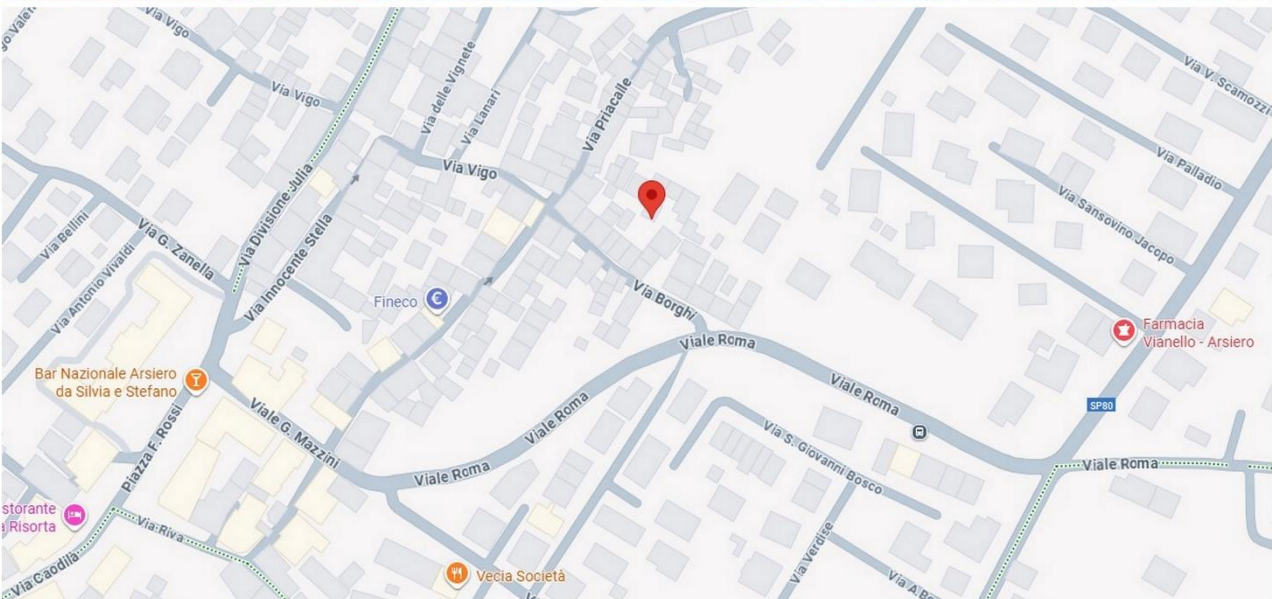 Via Vigo
Via V. Scamozzi
Via delle Vignete
Via Lanari
Via Vigo
Via Priacalle
Via Palladio
Via Divisione Julia
Via Vigo
Via Sansovino Jacopo
Via Bellini
Via G. Zanella
Via Innocente Stella
Via Antonio Vivaldi
Fineco
€
Via Borghi
Viale Roma
Farmacia
Vianello - Arsiero
Bar Nazionale Arsiero
da Silvia e Stefano
Viale Roma
SP80
Viale G. Mazzini
Viale Roma
Piazza F. Rossi
Via S. Giovanni Bosco
Viale Roma
Viale Roma
storante
a Risorta
Via Riva
Via Verdise
Via Caodilà
Vecia Società
Via A.